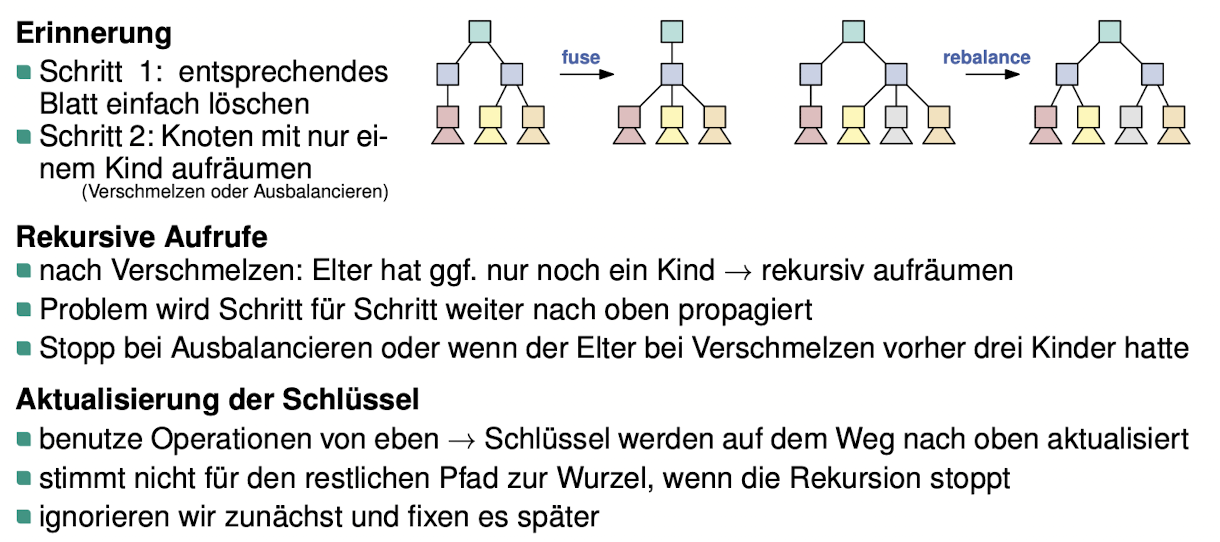 Erinnerung
Schritt 1: entsprechendes
Blatt einfach löschen
Schritt 2: Knoten mit nur ei-
nem Kind aufräumen
(Verschmelzen oder Ausbalancieren)
fuse
rebalance
Rekursive Aufrufe
nach Verschmelzen: Elter hat ggf. nur noch ein Kind → rekursiv aufräumen
Problem wird Schritt für Schritt weiter nach oben propagiert
Stopp bei Ausbalancieren oder wenn der Elter bei Verschmelzen vorher drei Kinder hatte
Aktualisierung der Schlüssel
benutze Operationen von eben → Schlüssel werden auf dem Weg nach oben aktualisiert
stimmt nicht für den restlichen Pfad zur Wurzel, wenn die Rekursion stoppt
ignorieren wir zunächst und fixen es später